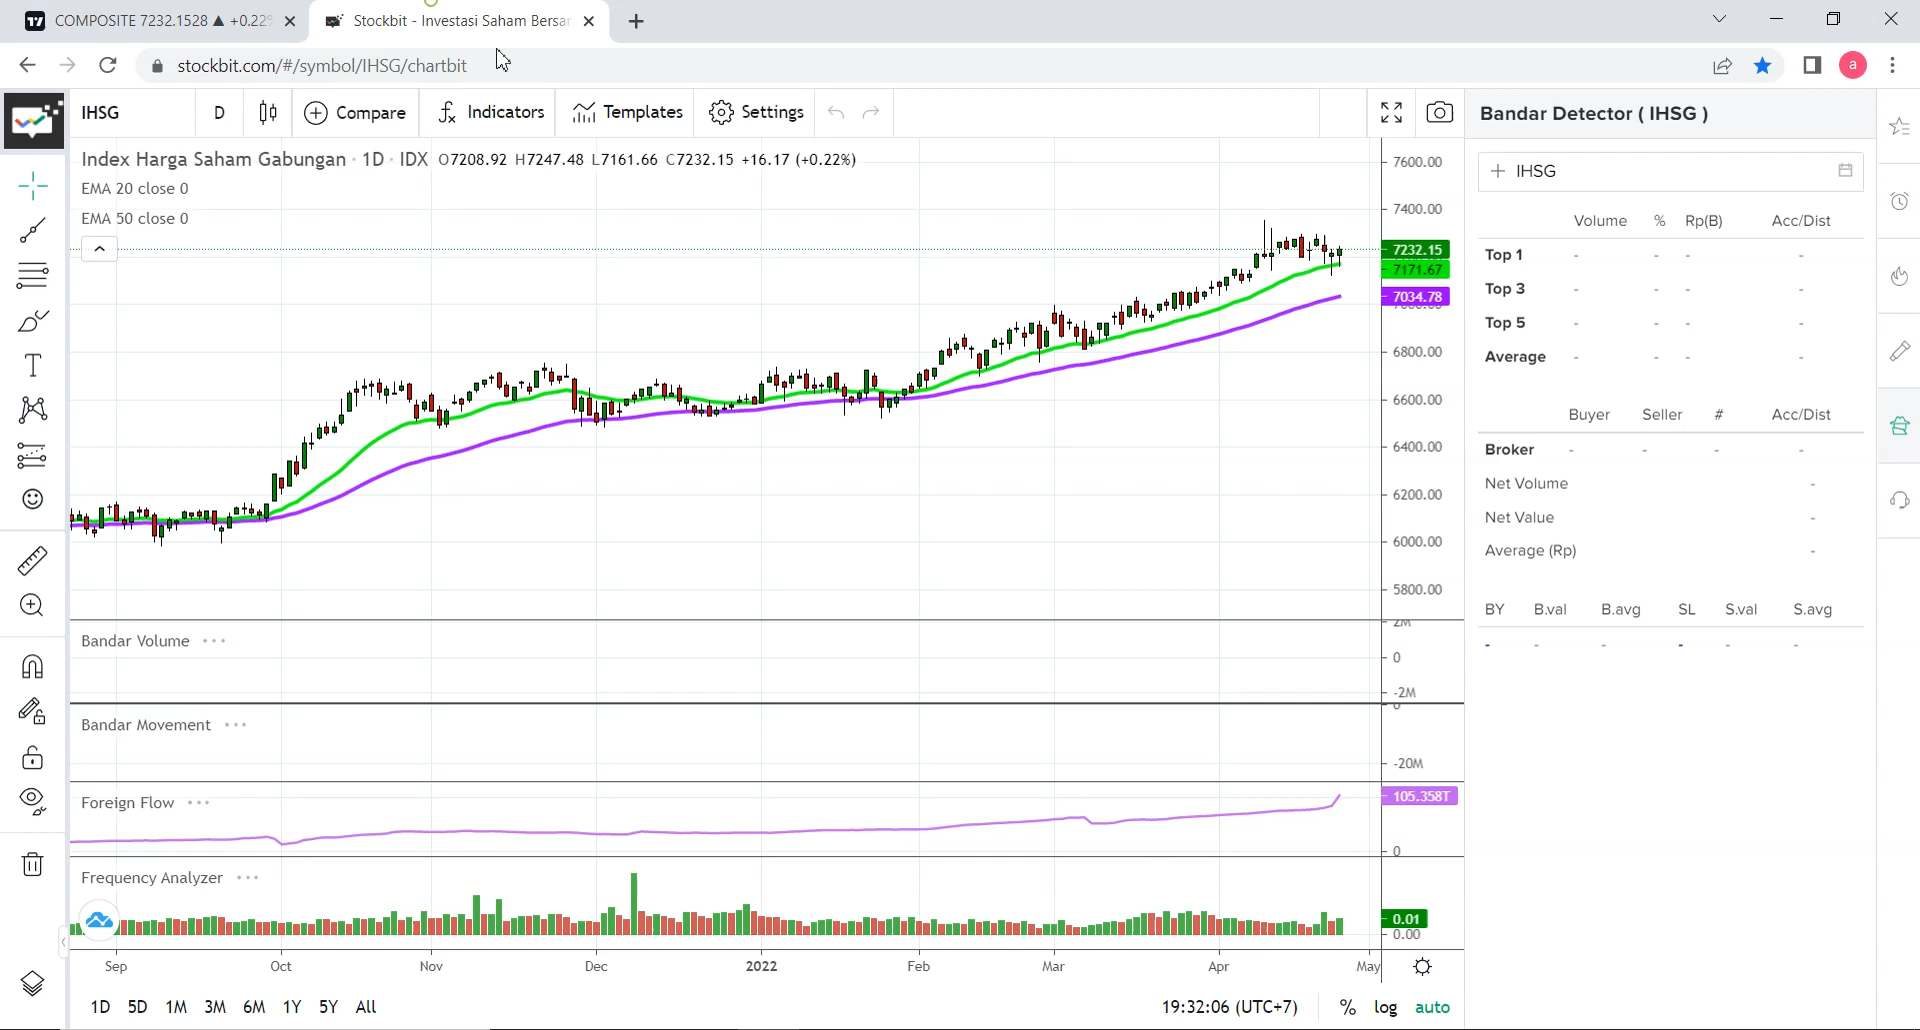 COMPOSITE 7232.1528 ▲ +0.22%
Stockbit - Investasi Saham Bersar
stockbit.com/#/symbol/IHSG/chartbit
a
IHSG D Compare Indicators Templates Settings
Index Harga Saham Gabungan · 1D · IDX O7208.92 H7247.48 L7161.66 C7232.15 +16.17 (+0.22%)
EMA 20 close 0
EMA 50 close 0
7600.00
7400.00
7232.15
7171.67
7034.78
6800.00
6600.00
6400.00
6200.00
6000.00
5800.00
Bandar Volume
2M
0
-2M
Bandar Movement
0
-20M
Foreign Flow
105.358T
0
Frequency Analyzer
0.01
0.00
Sep Oct Nov Dec 2022 Feb Mar Apr May
1D 5D 1M 3M 6M 1Y 5Y All
19:32:06 (UTC+7) % log auto
Bandar Detector ( IHSG )
+ IHSG
Volume % Rp(B) Acc/Dist
Top 1 - - - -
Top 3 - - - -
Top 5 - - - -
Average - - - -
Buyer Seller # Acc/Dist
Broker - - - -
Net Volume -
Net Value -
Average (Rp) -
BY B.val B.avg SL S.val S.avg
- - - - - -